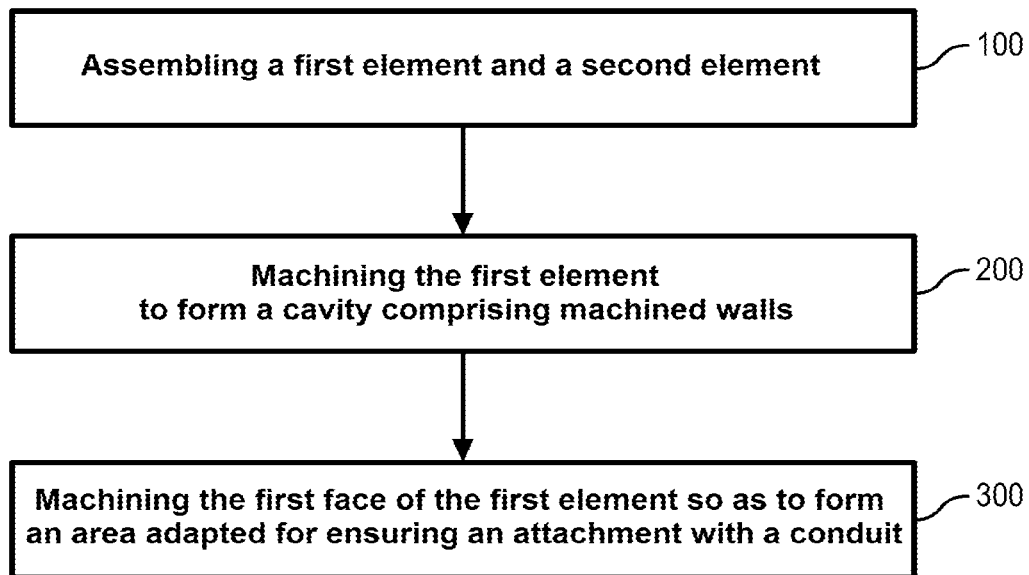 Assembling a first element and a second element
100
Machining the first element
to form a cavity comprising machined walls
200
Machining the first face of the first element so as to form
an area adapted for ensuring an attachment with a conduit
300